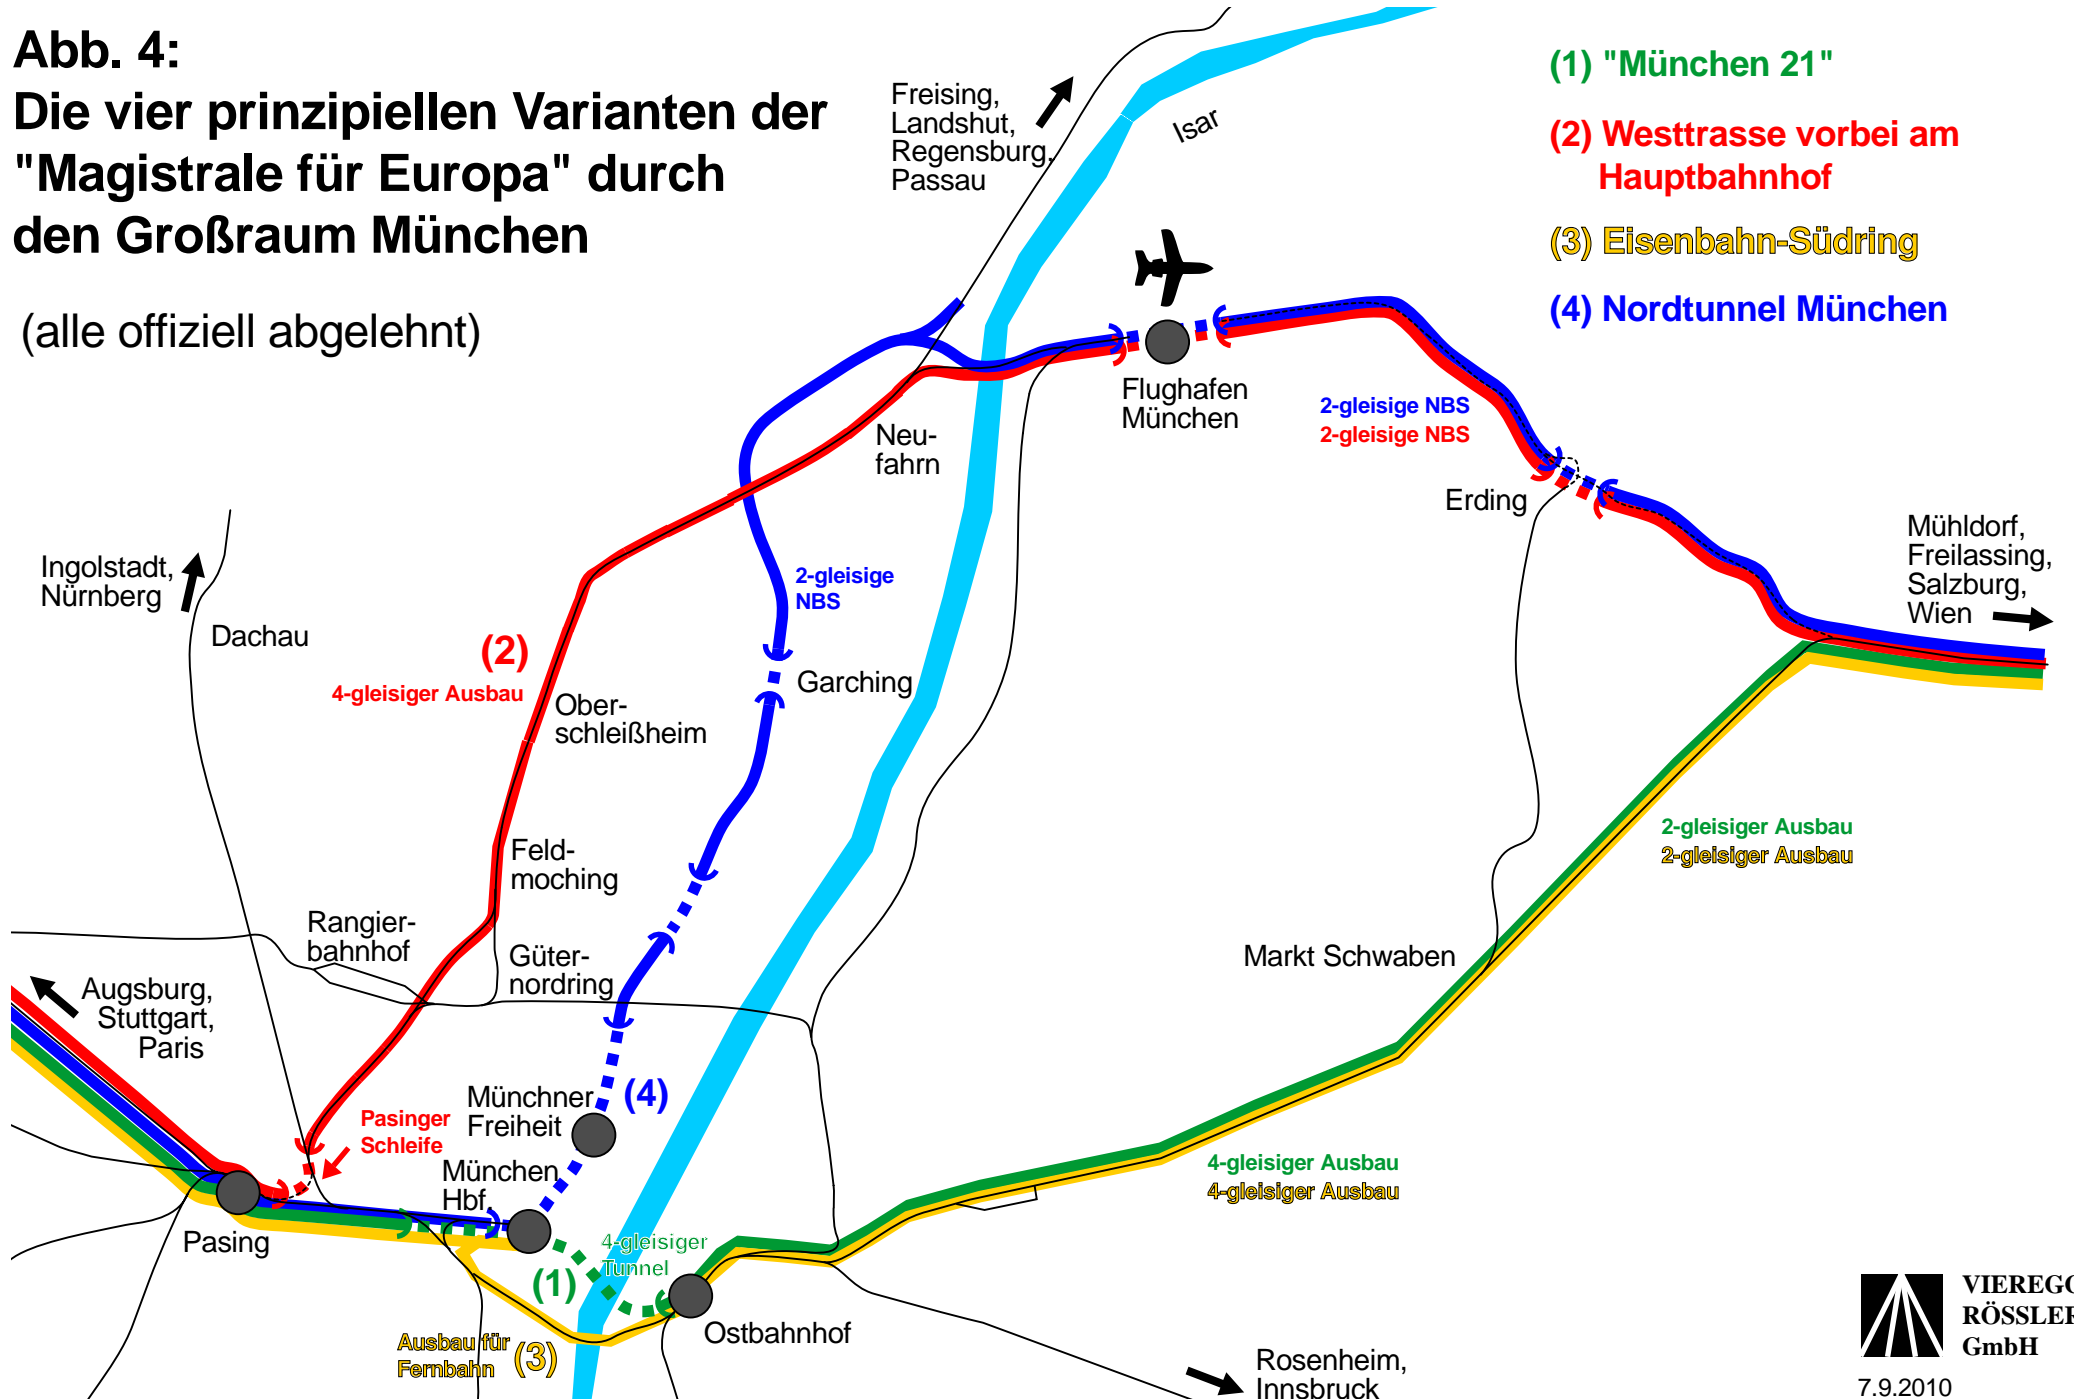 Abb. 4:
Die vier prinzipiellen Varianten der
"Magistrale für Europa" durch
den Großraum München
(alle offiziell abgelehnt)
(1) "München 21"
(2) Westtrasse vorbei am
Hauptbahnhof
(3) Eisenbahn-Südring
(4) Nordtunnel München
Freising,
Landshut,
Regensburg,
Passau
Isar
Flughafen
München
2-gleisige NBS
2-gleisige NBS
Neu-
fahrn
Erding
Mühldorf,
Freilassing,
Salzburg,
Wien
Ingolstadt,
Nürnberg
Dachau
2-gleisige
NBS
(2)
4-gleisiger Ausbau
Garching
Ober-
schleißheim
2-gleisiger Ausbau
2-gleisiger Ausbau
Feld-
moching
Rangier-
bahnhof
Güter-
nordring
Markt Schwaben
Augsburg,
Stuttgart,
Paris
Münchner
Freiheit
(4)
Pasinger
Schleife
München
Hbf.
4-gleisiger Ausbau
4-gleisiger Ausbau
Pasing
4-gleisiger
Tunnel
(1)
Ostbahnhof
Ausbau für
Fernbahn
(3)
Rosenheim,
Innsbruck
VIEREGG
RÖSSLER
GmbH
7.9.2010